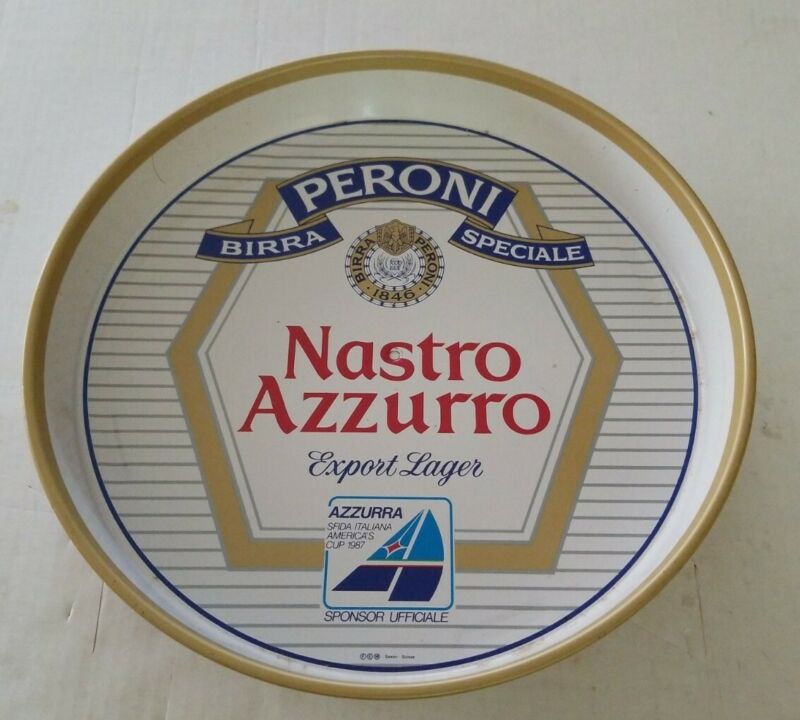 PERONI
BIRRA SPECIALE
BIRRA PERONI
1846
Nastro
Azzurro
Export Lager
AZZURRA
SFIDA ITALIANA
AMERICA'S
CUP 1987
SPONSOR UFFICIALE